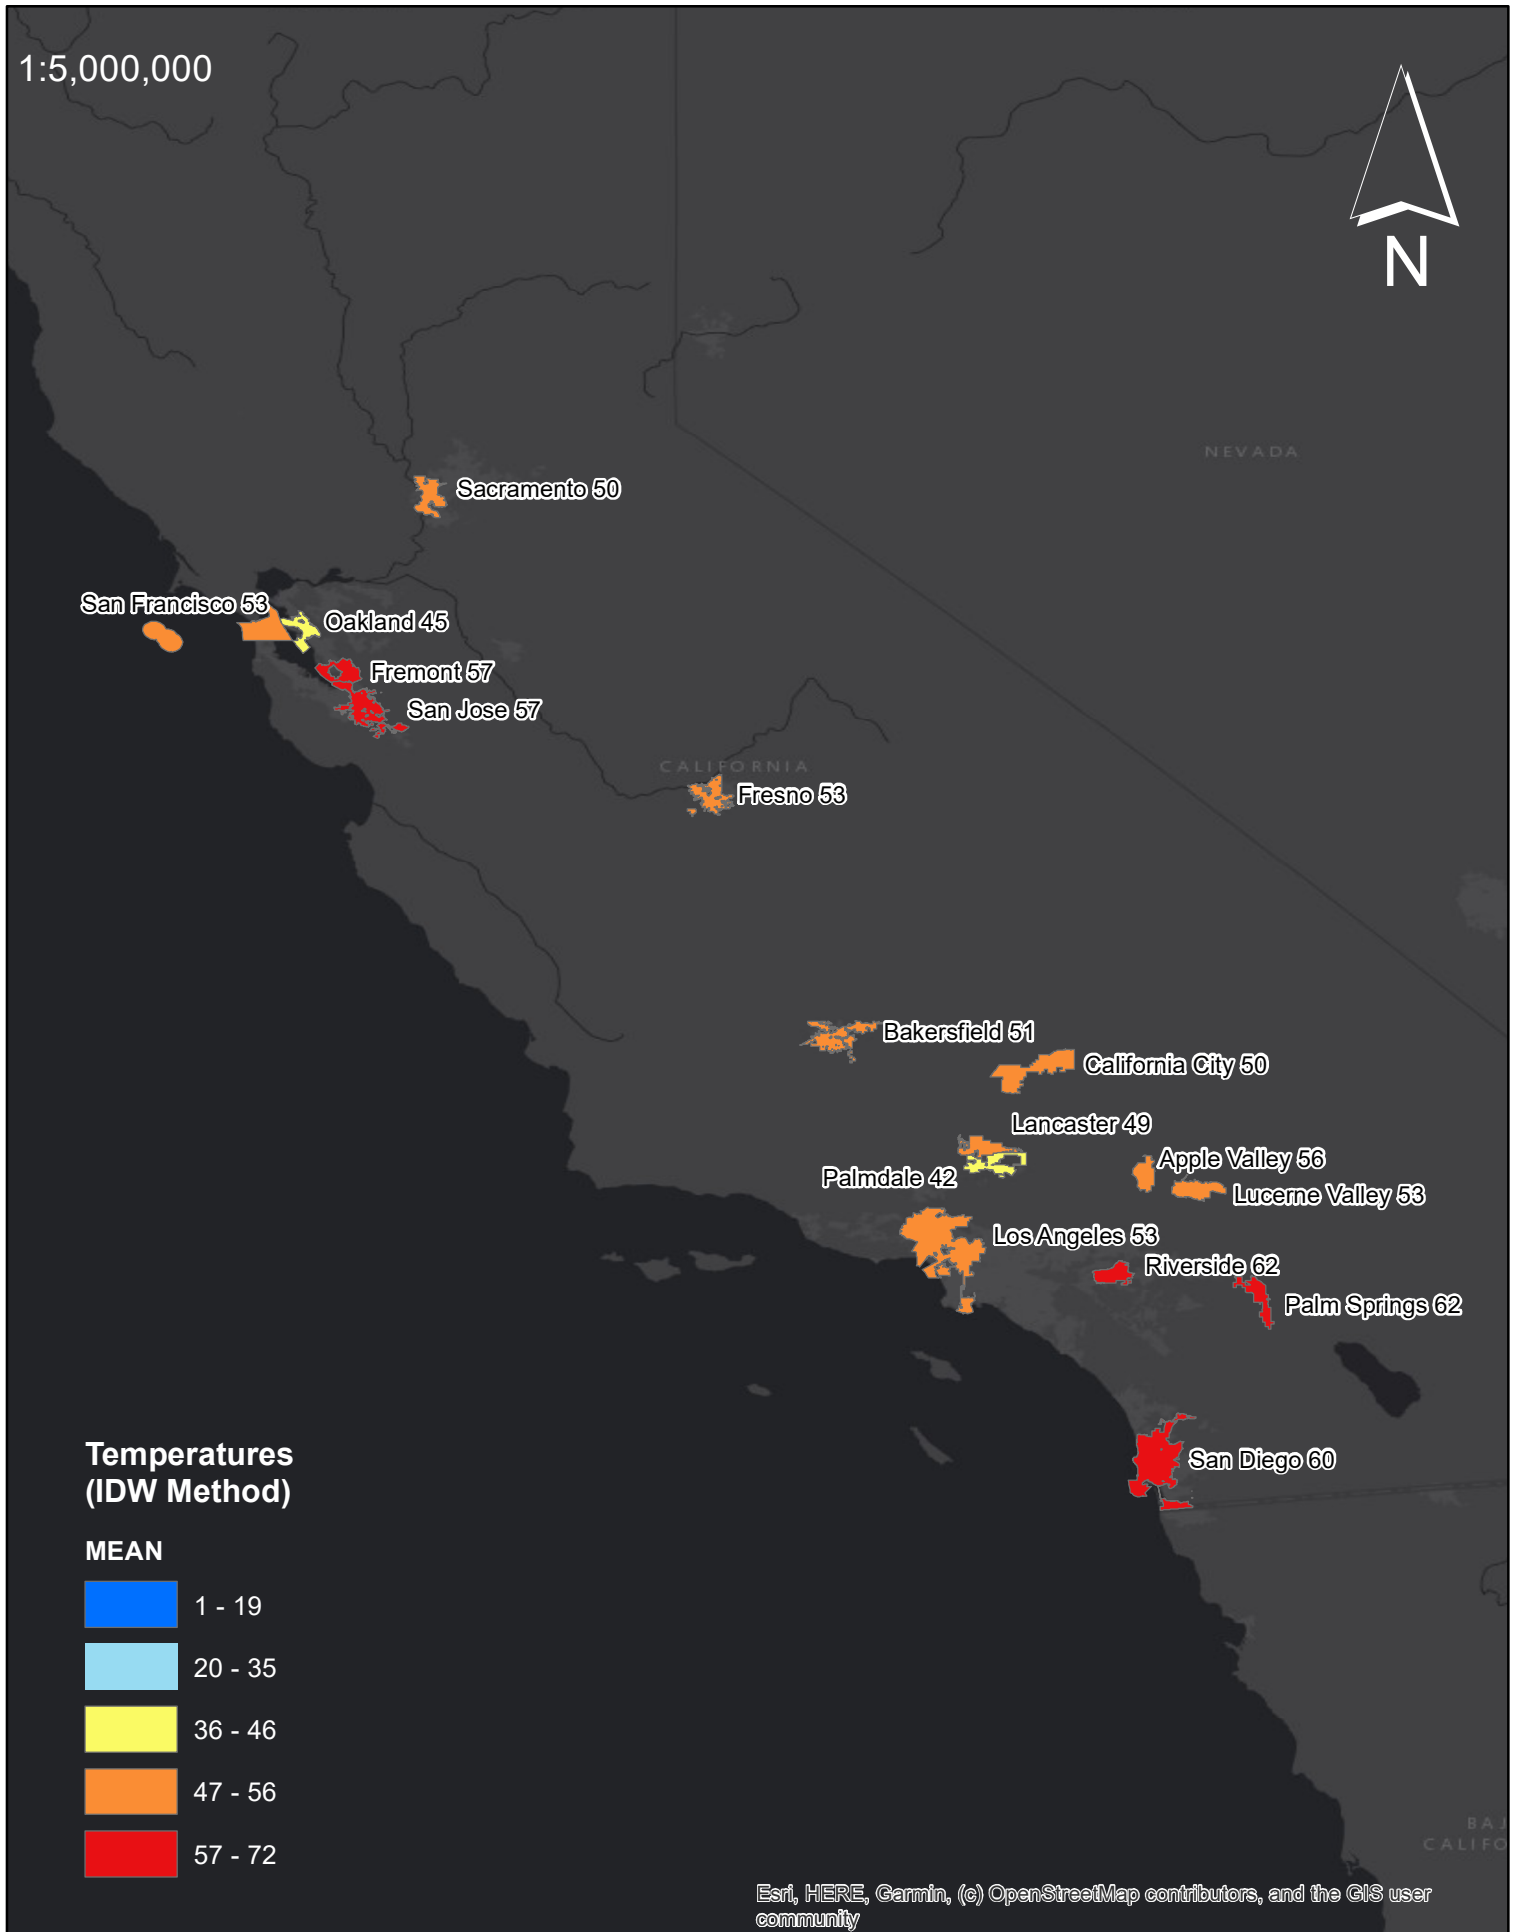 1:5,000,000
N
NEVADA
Sacramento 50
San Francisco 53
Oakland 45
Fremont 57
San Jose 57
CALIFORNIA
Fresno 53
Bakersfield 51
California City 50
Lancaster 49
Apple Valley 56
Palmdale 42
Lucerne Valley 53
Los Angeles 53
Riverside 62
Palm Springs 62
San Diego 60
Temperatures
(IDW Method)
MEAN
1 - 19
20 - 35
36 - 46
47 - 56
57 - 72
BAJ
CALIFO
Esri, HERE, Garmin, (c) OpenStreetMap contributors, and the GIS user
community